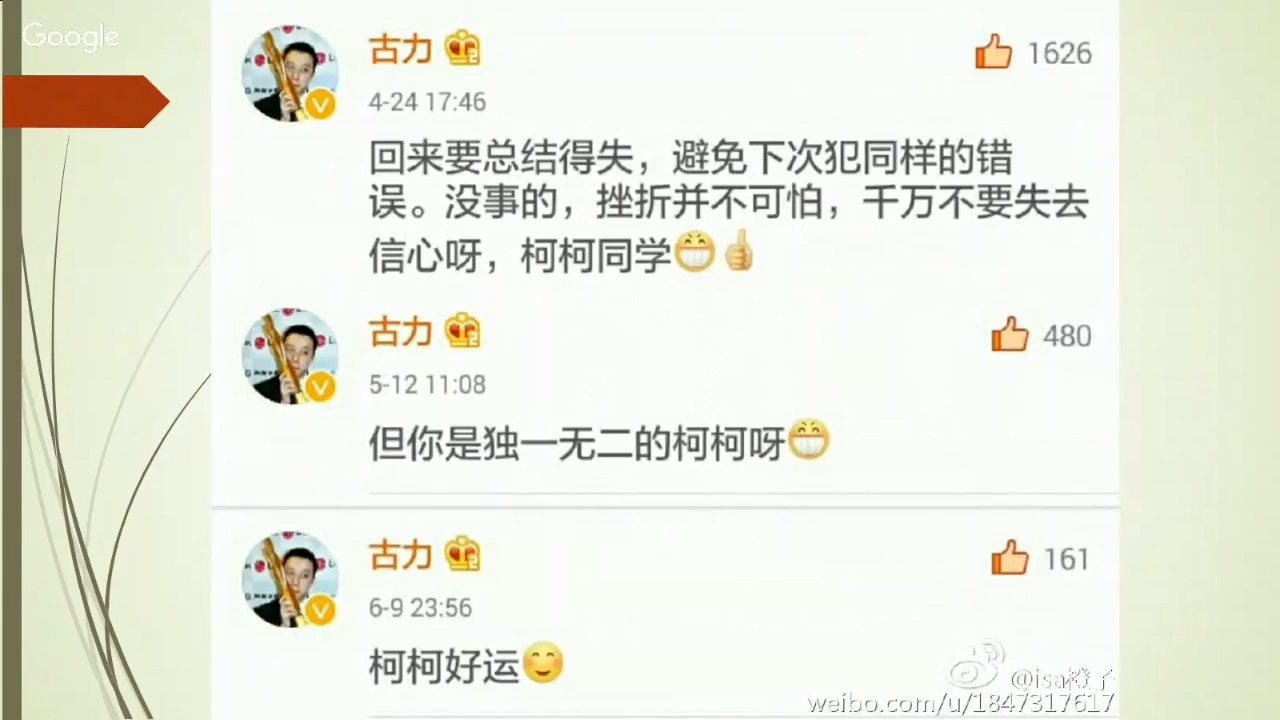 Google
古力
1626
4-24 17:46
回来要总结得失，避免下次犯同样的错
误。没事的，挫折并不可怕，千万不要失去
信心呀，柯柯同学
古力
480
5-12 11:08
但你是独一无二的柯柯呀
古力
161
6-9 23:56
柯柯好运
weibo.com/u/1847317617